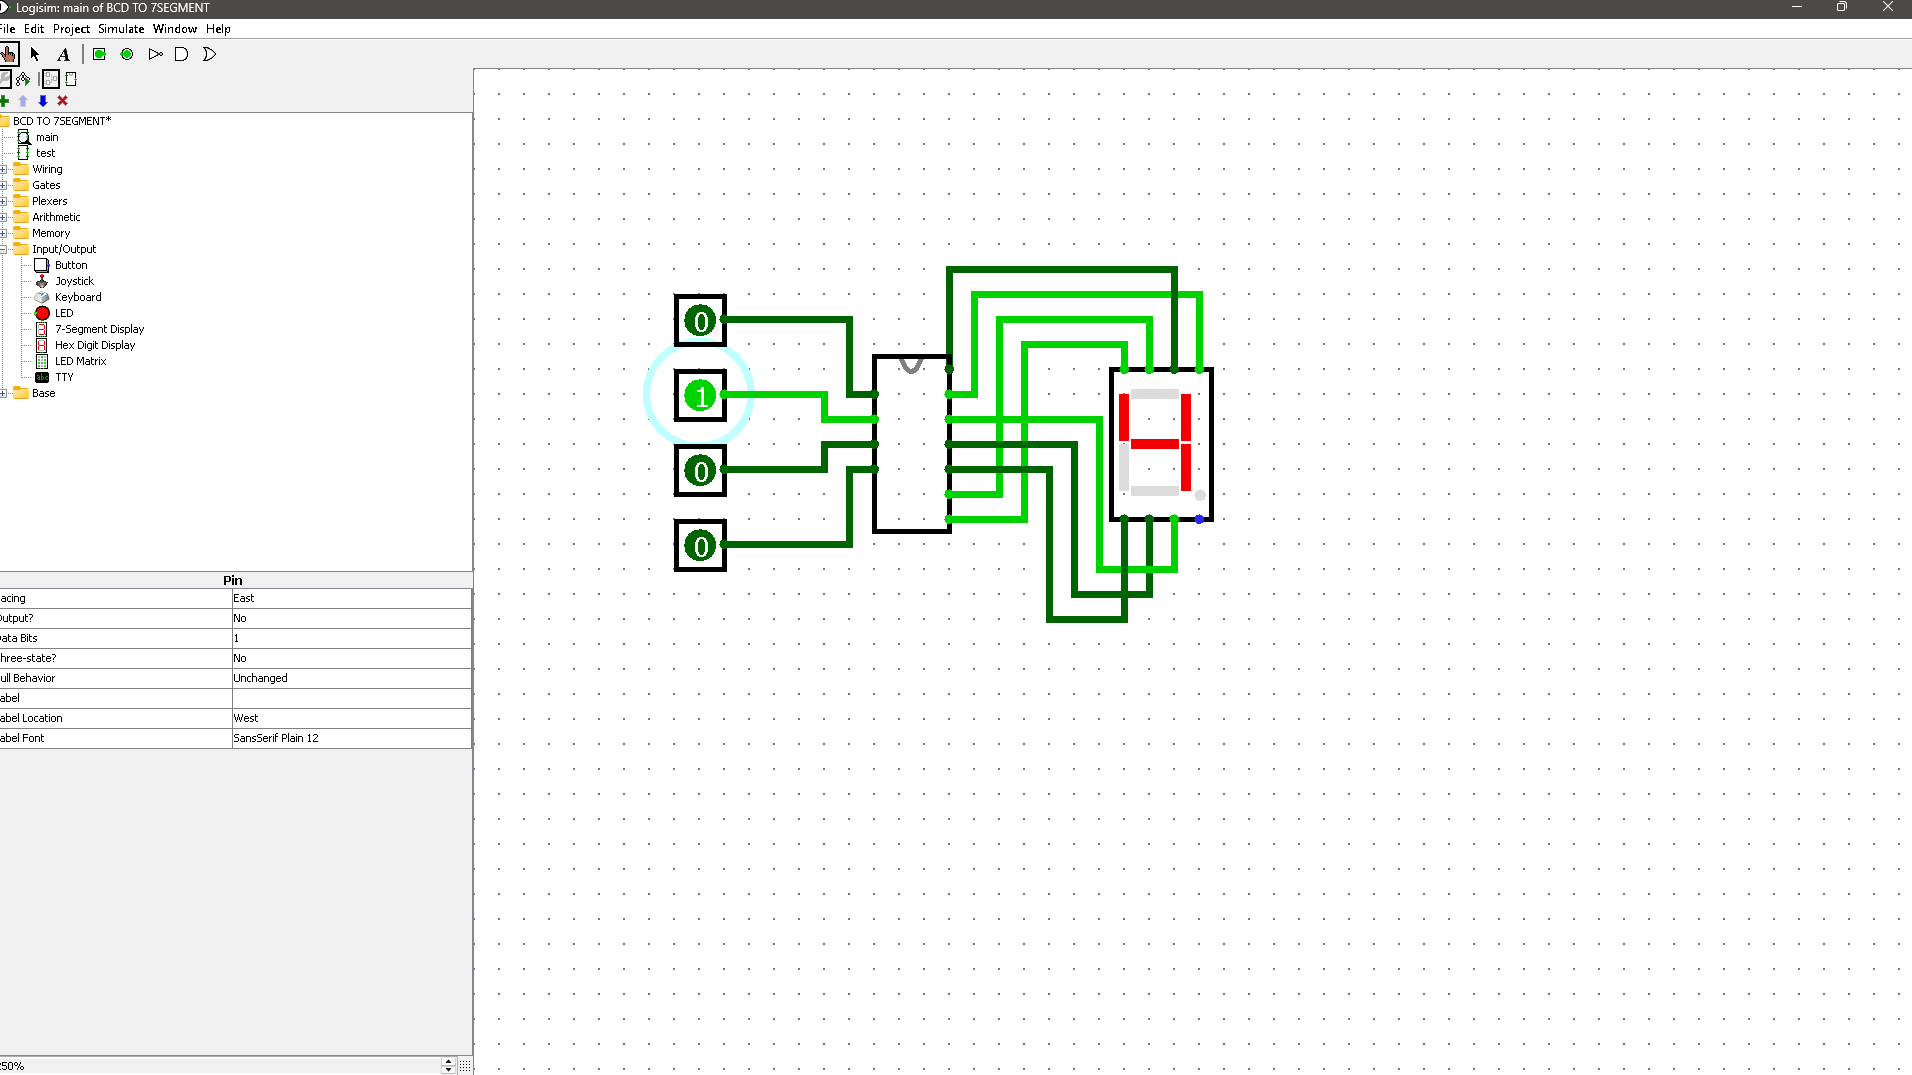 Logisim: main of BCD TO 7SEGMENT
File Edit Project Simulate Window Help
A
BCD TO 7SEGMENT*
main
test
Wiring
Gates
Plexers
Arithmetic
Memory
Input/Output
Button
Joystick
Keyboard
LED
7-Segment Display
Hex Digit Display
LED Matrix
TTY
Base
0
1
0
0
Pin
acing East
Output? No
ata Bits 1
hree-state? No
ull Behavior Unchanged
abel
abel Location West
abel Font SansSerif Plain 12
250%